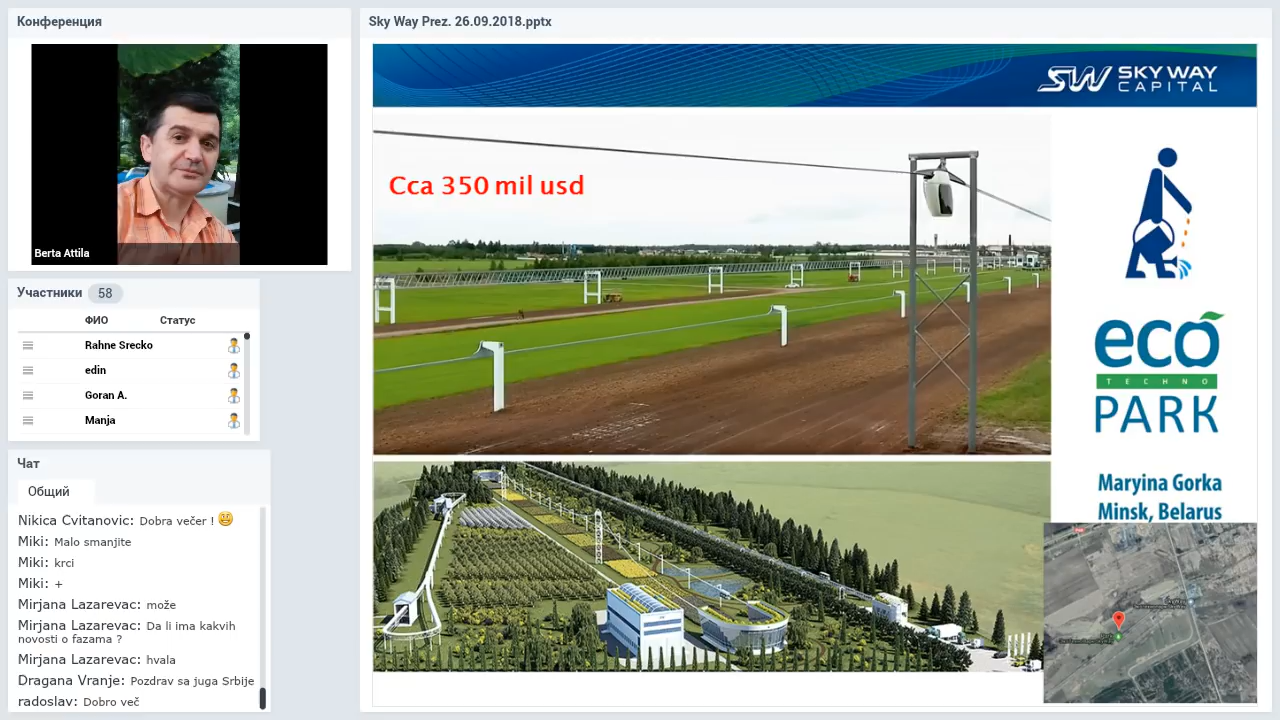 Конференция
Berta Attila
Участники 58
ФИО Статус
Rahne Srecko
edin
Goran A.
Manja
Чат
Общий
Nikica Cvitanovic: Dobra večer !
Miki: Malo smanjite
Miki: krci
Miki: +
Mirjana Lazarevac: može
Mirjana Lazarevac: Da li ima kakvih
novosti o fazama ?
Mirjana Lazarevac: hvala
Dragana Vranje: Pozdrav sa juga Srbije
radoslav: Dobro več
Sky Way Prez. 26.09.2018.pptx
SW SKY WAY
CAPITAL
Cca 350 mil usd
eco
TECHNO
PARK
Maryina Gorka
Minsk, Belarus